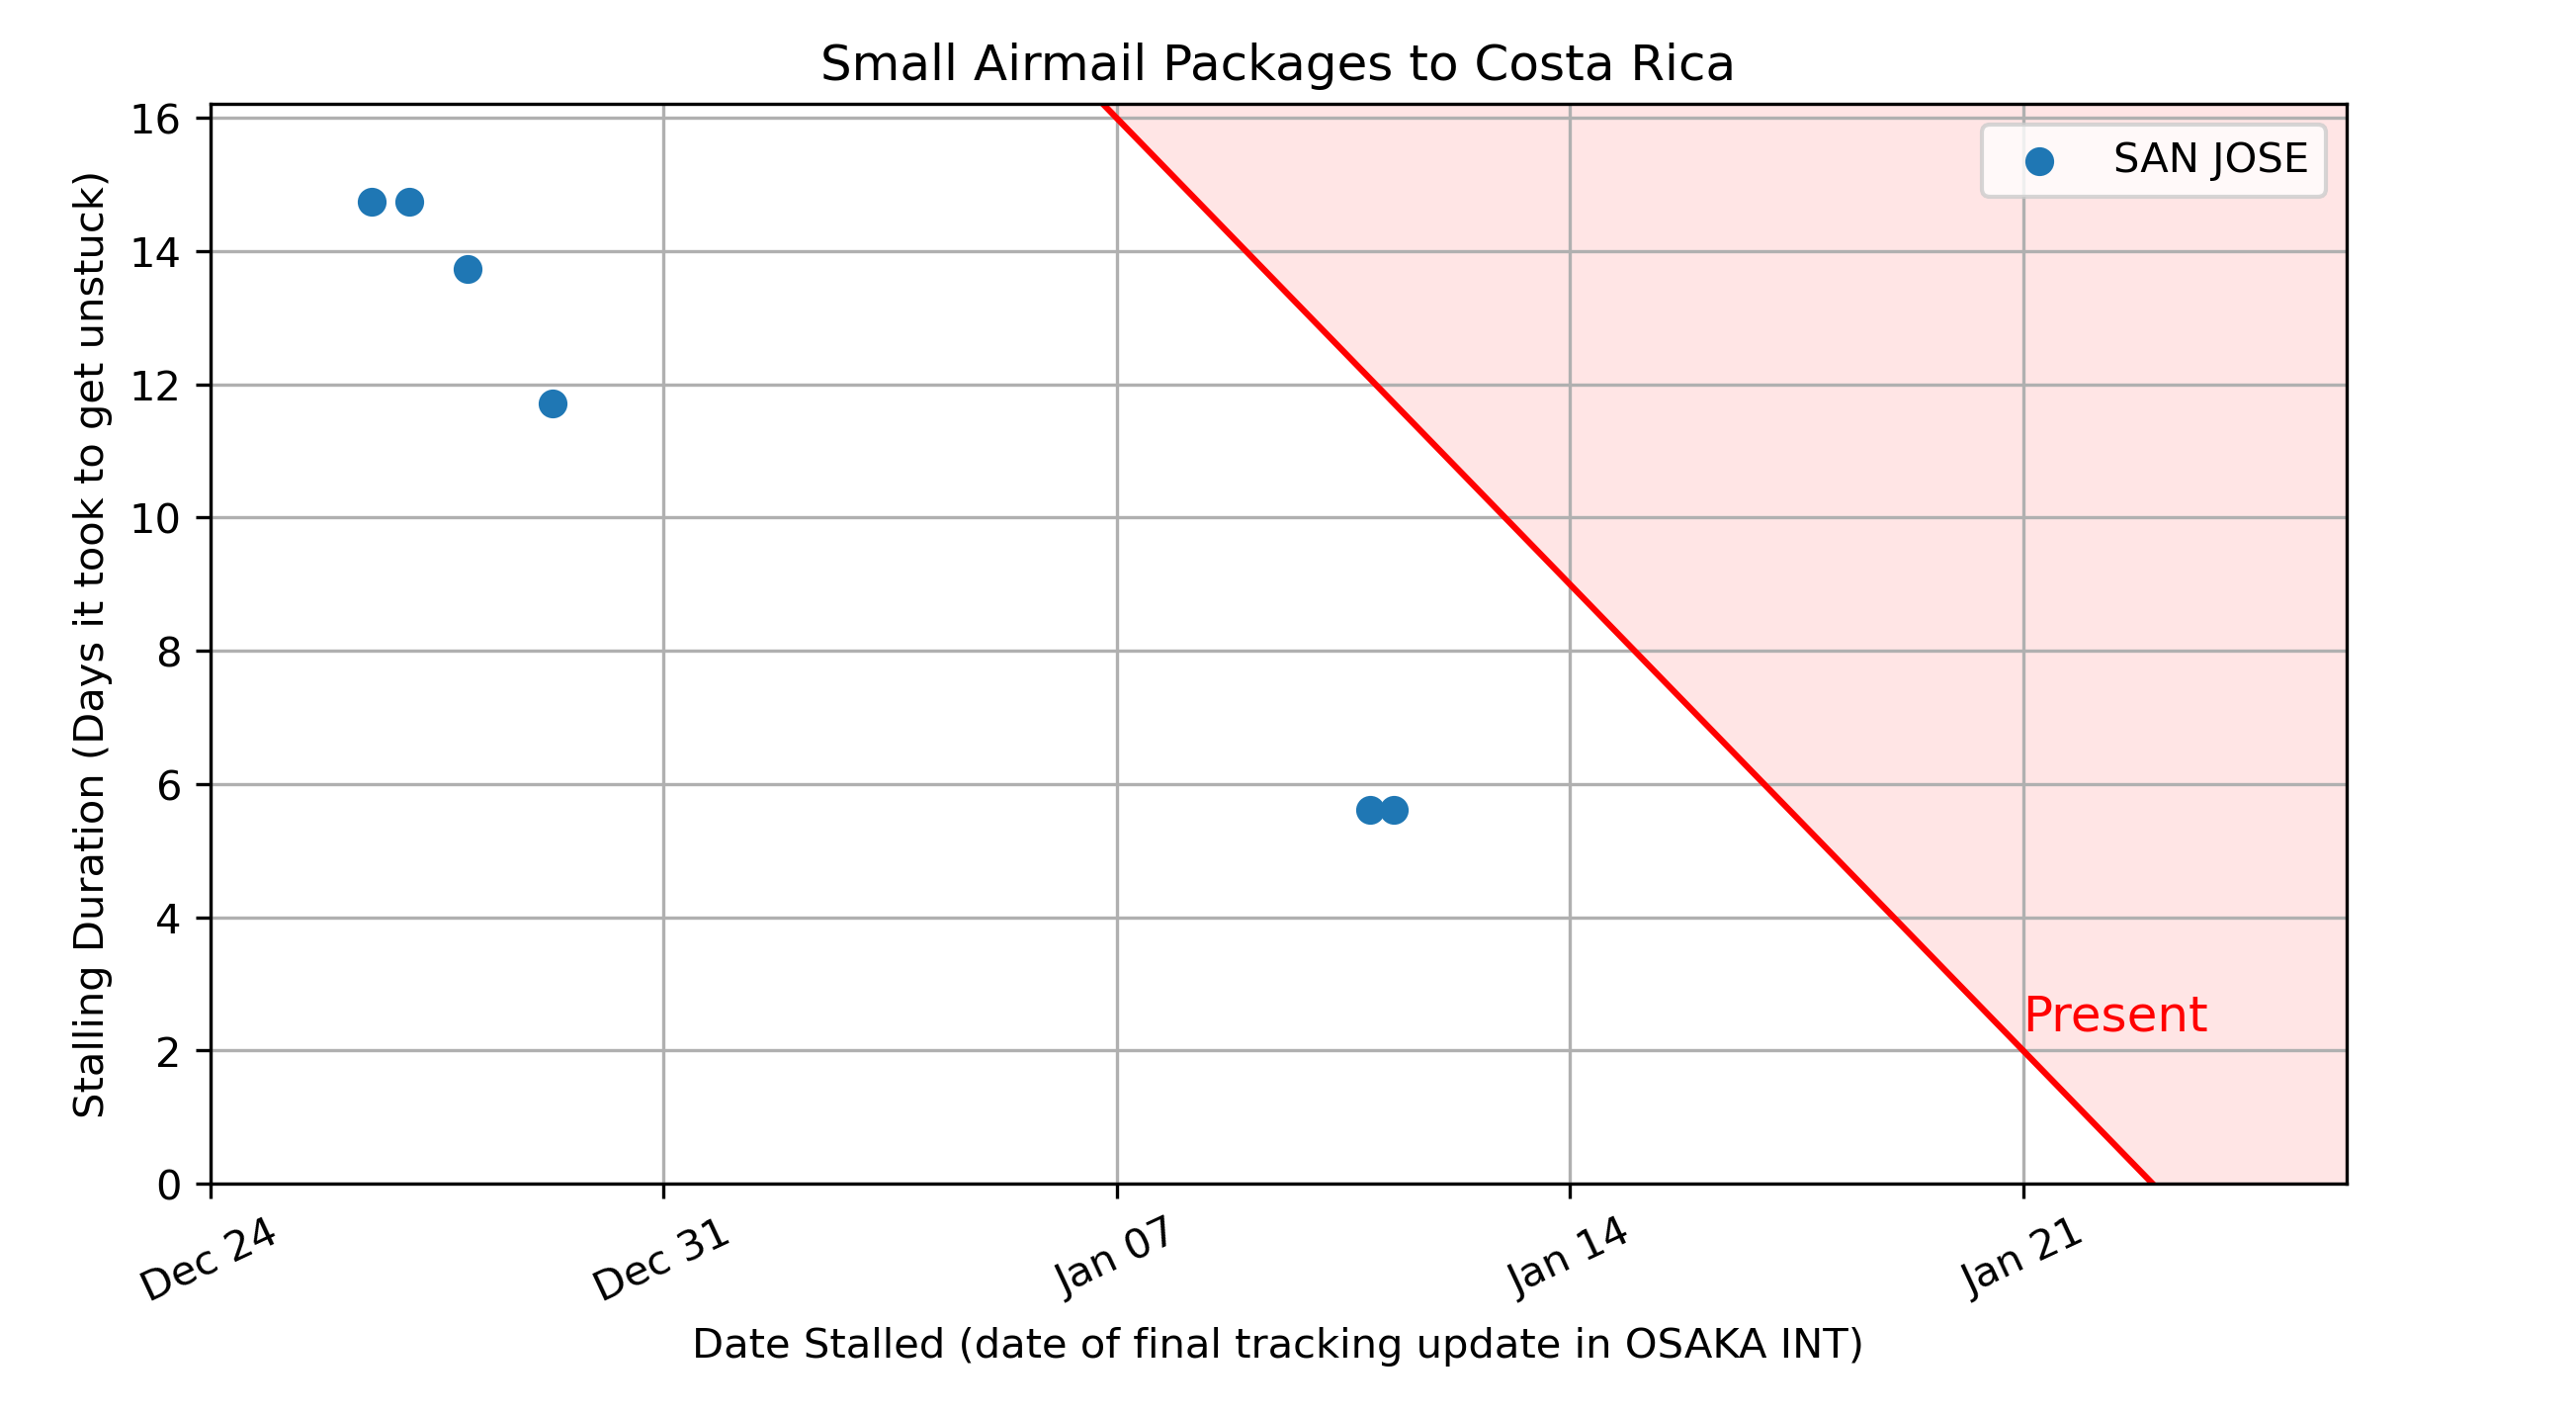 Small Airmail Packages to Costa Rica
SAN JOSE
Stalling Duration (Days it took to get unstuck)
16
14
12
10
8
6
4
2
0
Present
Dec 24
Dec 31
Jan 07
Jan 14
Jan 21
Date Stalled (date of final tracking update in OSAKA INT)